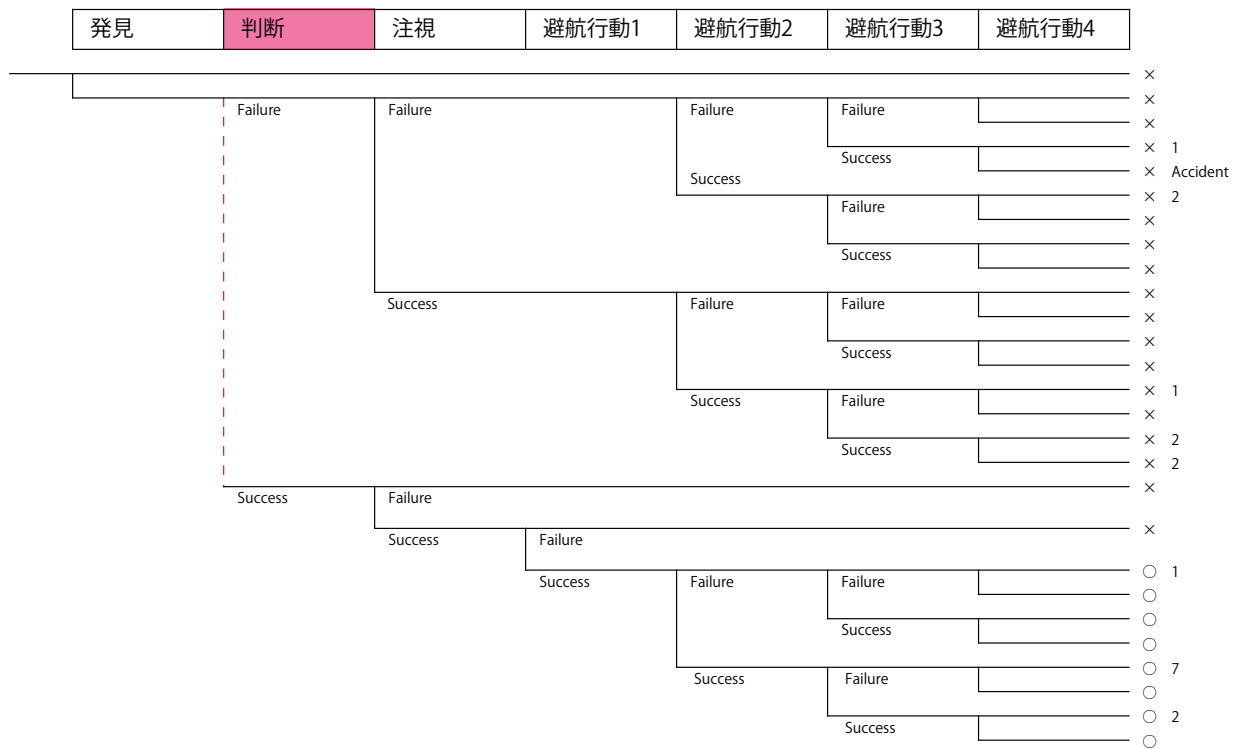 発見 判断 注視 避航行動1 避航行動2 避航行動3 避航行動4
×
×
Failure Failure Failure Failure
×
× 1
Success
× Accident
Success
× 2
Failure
×
×
Success
×
×
Success Failure Failure
×
×
Success
×
× 1
Success Failure
×
× 2
Success
× 2
×
Success Failure
×
Success Failure
○ 1
Success Failure Failure
○
○
Success
○
○ 7
Success Failure
○
○ 2
Success
○